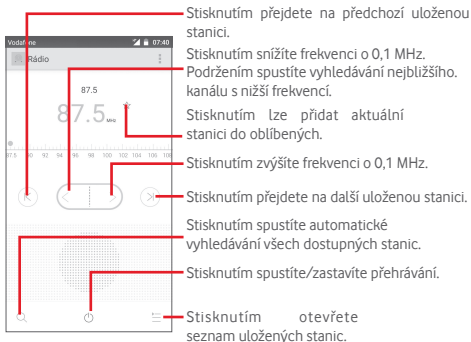 Stisknutím přejdete na předchozí uloženou
stanici.
Vodafone 07:40
Rádio
Stisknutím snížíte frekvenci o 0,1 MHz.
Podržením spustíte vyhledávání nejbližšího.
kanálu s nižší frekvencí.
87.5
87.5 MHz
Stisknutím lze přidat aktuální
stanici do oblíbených.
87.5 90 92 94 96 98 100 102 104 106 108
Stisknutím zvýšíte frekvenci o 0,1 MHz.
Stisknutím přejdete na další uloženou stanici.
Stisknutím spustíte automatické
vyhledávání všech dostupných stanic.
Stisknutím spustíte/zastavíte přehrávání.
Stisknutím otevřete
seznam uložených stanic.